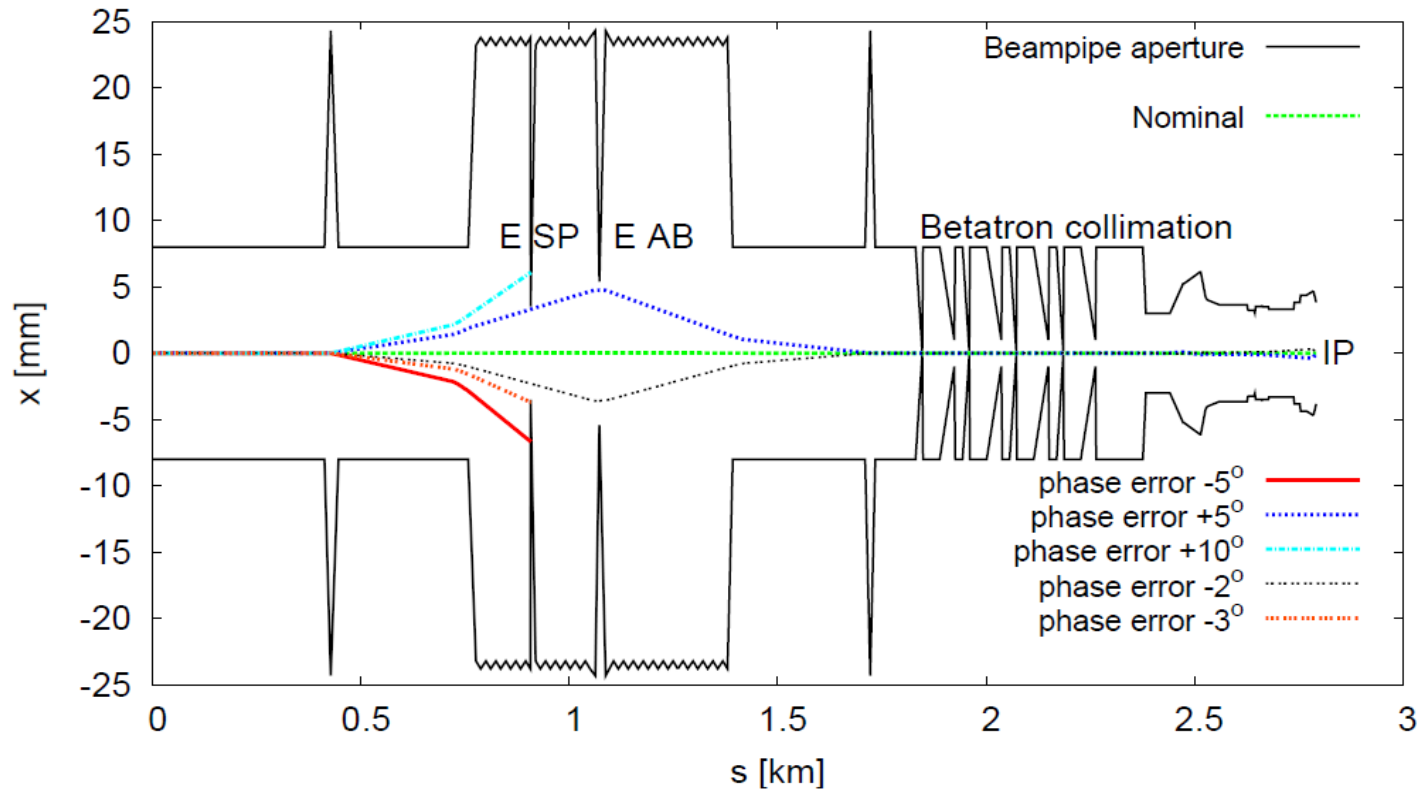 25
20
15
10
5
0
-5
-10
-15
-20
-25
x [mm]
Beampipe aperture
Nominal
E SP
E AB
Betatron collimation
IP
phase error -5°
phase error +5°
phase error +10°
phase error -2°
phase error -3°
0
0.5
1
1.5
2
2.5
3
s [km]